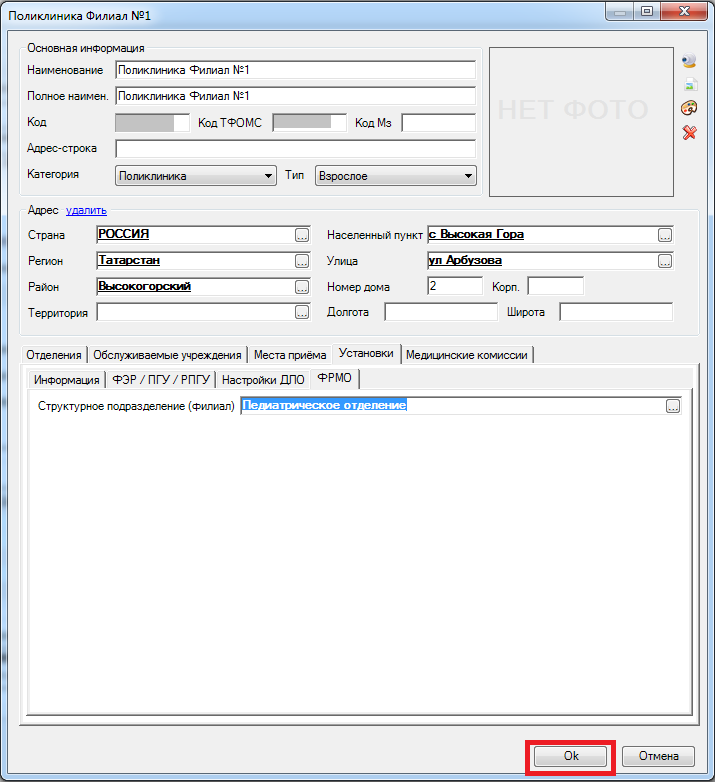 Поликлиника Филиал №1
Основная информация
Наименование Поликлиника Филиал №1
Полное наимен. Поликлиника Филиал №1
Код Код ТФОМС Код Мз
Адрес-строка
Категория Поликлиника Тип Взрослое
НЕТ ФОТО
Адрес удалить
Страна РОССИЯ ... Населенный пункт с Высокая Гора ...
Регион Татарстан ... Улица ул Арбузова ...
Район Высокогорский ... Номер дома 2 Корп.
Территория ... Долгота Широта
Отделения Обслуживаемые учреждения Места приёма Установки Медицинские комиссии
Информация ФЭР / ПГУ / РПГУ Настройки ДЛО ФРМО
Структурное подразделение (филиал) Педиатрическое отделение ...
Ok Отмена